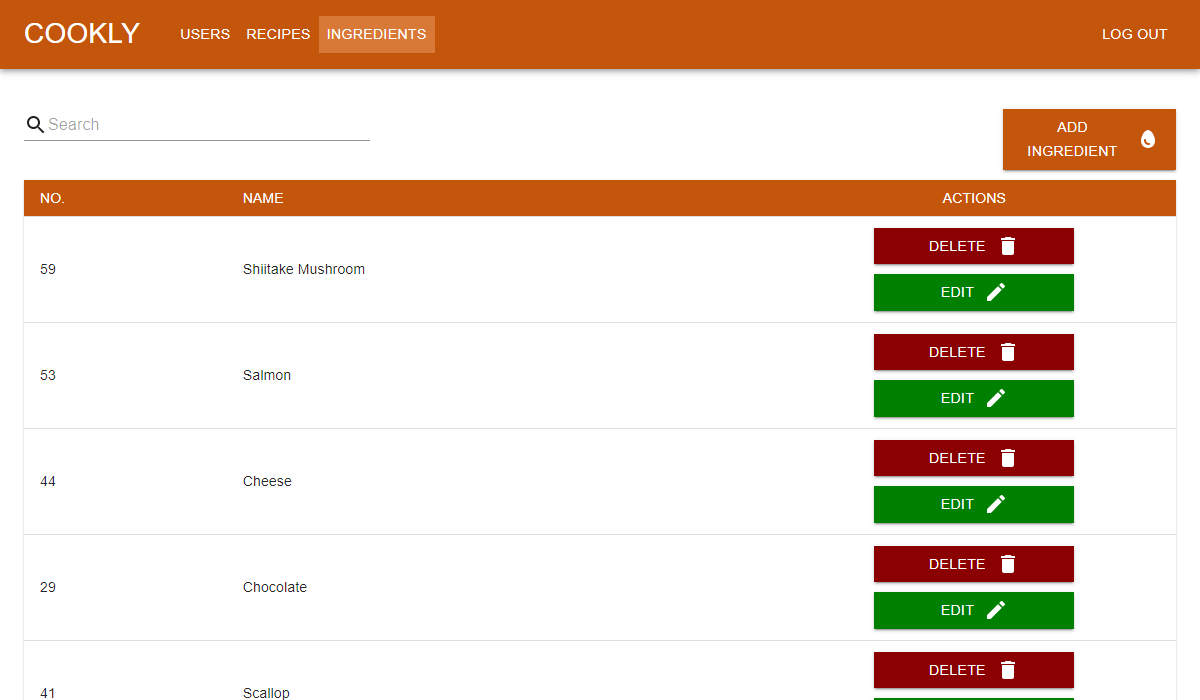 COOKLY USERS RECIPES INGREDIENTS LOG OUT
Search
ADD
INGREDIENT
NO. NAME ACTIONS
59 Shiitake Mushroom DELETE
EDIT
53 Salmon DELETE
EDIT
44 Cheese DELETE
EDIT
29 Chocolate DELETE
EDIT
41 Scallop DELETE